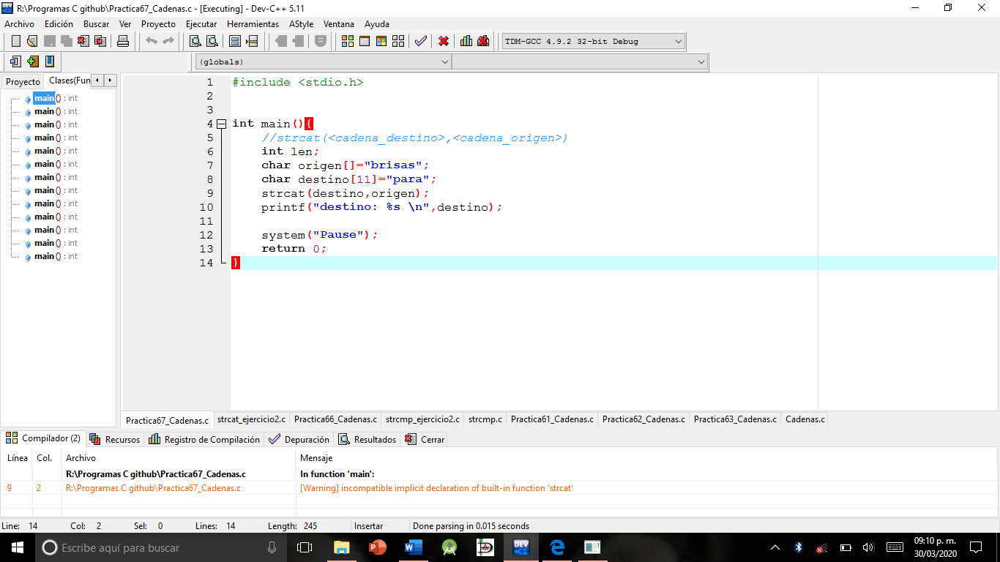 R:\Programas C github\Practica67_Cadenas.c - [Executing] - Dev-C++ 5.11
Archivo Edición Buscar Ver Proyecto Ejecutar Herramientas AStyle Ventana Ayuda
TDM-GCC 4.9.2 32-bit Debug
(globals)
Proyecto Clases(Fun
main() : int
main() : int
main() : int
main() : int
main() : int
main() : int
main() : int
main() : int
main() : int
main() : int
main() : int
main() : int
main() : int
1 #include <stdio.h>
2
3
4 int main(){
5 //strcat(<cadena_destino>,<cadena_origen>)
6 int len;
7 char origen[]="brisas";
8 char destino[11]="para";
9 strcat(destino,origen);
10 printf("destino: %s \n",destino);
11
12 system("Pause");
13 return 0;
14 }
Practica67_Cadenas.c strcat_ejercicio2.c Practica66_Cadenas.c strcmp_ejercicio2.c strcmp.c Practica61_Cadenas.c Practica62_Cadenas.c Practica63_Cadenas.c Cadenas.c
Compilador (2) Recursos Registro de Compilación Depuración Resultados Cerrar
Línea Col. Archivo Mensaje
R:\Programas C github\Practica67_Cadenas.c In function 'main':
9 2 R:\Programas C github\Practica67_Cadenas.c [Warning] incompatible implicit declaration of built-in function 'strcat'
Line: 14 Col: 2 Sel: 0 Lines: 14 Length: 245 Insertar Done parsing in 0.015 seconds
Escribe aquí para buscar
09:10 p. m.
30/03/2020